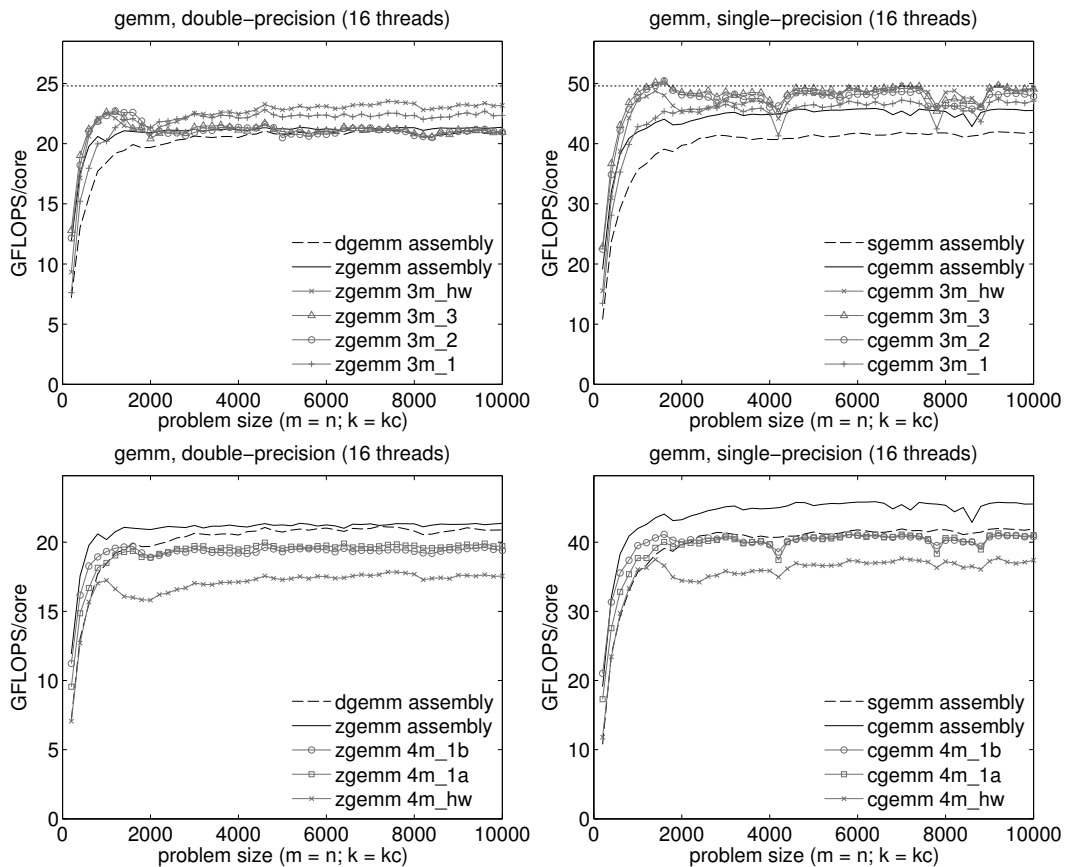 gemm, double−precision (16 threads)
GFLOPS/core
25
20
15
10
5
0
dgemm assembly
zgemm assembly
zgemm 3m_hw
zgemm 3m_3
zgemm 3m_2
zgemm 3m_1
0 2000 4000 6000 8000 10000
problem size (m = n; k = kc)
gemm, single−precision (16 threads)
GFLOPS/core
50
40
30
20
10
0
sgemm assembly
cgemm assembly
cgemm 3m_hw
cgemm 3m_3
cgemm 3m_2
cgemm 3m_1
0 2000 4000 6000 8000 10000
problem size (m = n; k = kc)
gemm, double−precision (16 threads)
GFLOPS/core
20
15
10
5
0
dgemm assembly
zgemm assembly
zgemm 4m_1b
zgemm 4m_1a
zgemm 4m_hw
0 2000 4000 6000 8000 10000
problem size (m = n; k = kc)
gemm, single−precision (16 threads)
GFLOPS/core
40
30
20
10
0
sgemm assembly
cgemm assembly
cgemm 4m_1b
cgemm 4m_1a
cgemm 4m_hw
0 2000 4000 6000 8000 10000
problem size (m = n; k = kc)